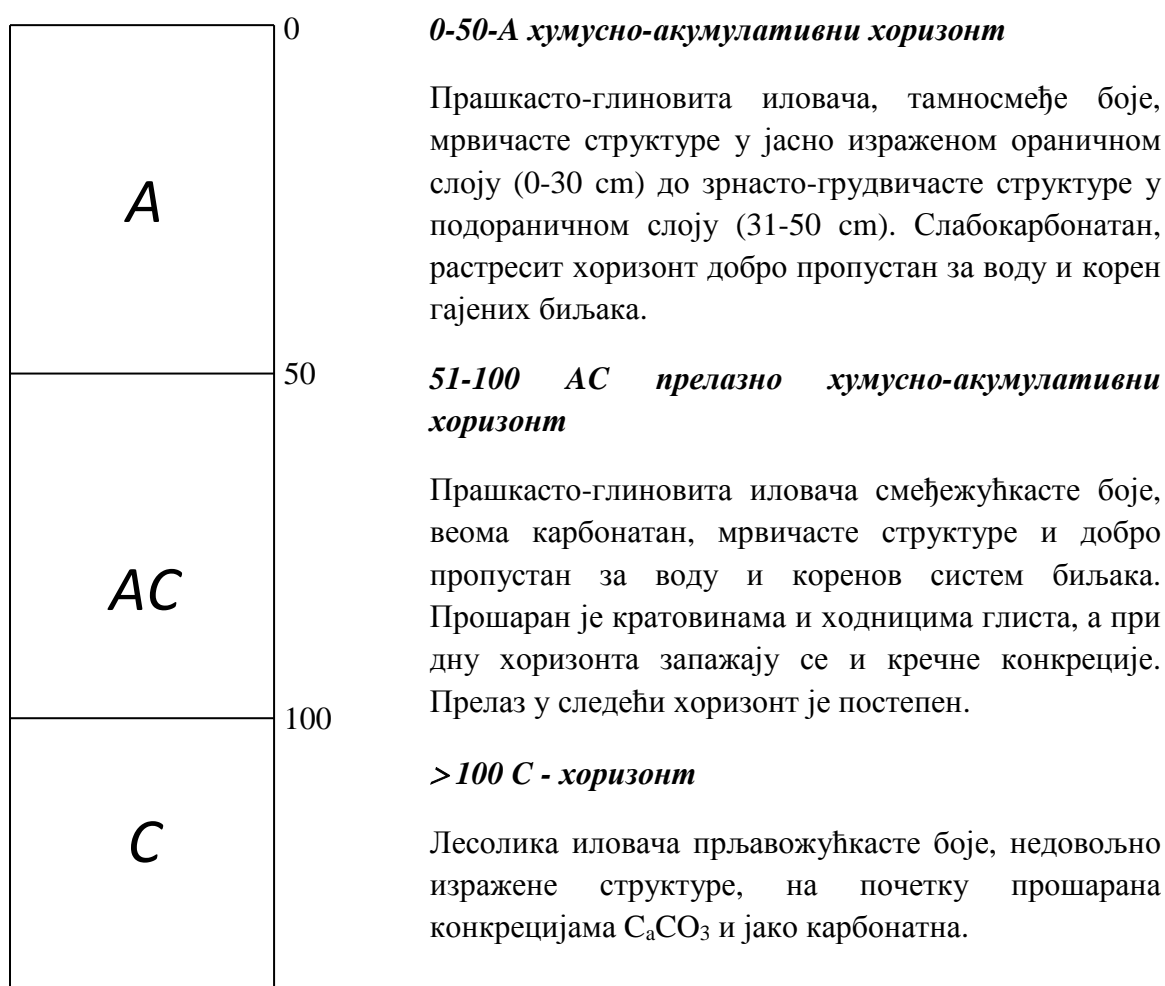 0
0-50-А хумусно-акумулативни хоризонт
Прашкасто-глиновита иловача, тамносмеђе боје,
мрвичасте структуре у јасно израженом ораничном
слоју (0-30 cm) до зрнасто-грудвичасте структуре у
подораничном слоју (31-50 cm). Слабокарбонатан,
растресит хоризонт добро пропустан за воду и корен
гајених биљака.
A
50
51-100 АС прелазно хумусно-акумулативни
хоризонт
Прашкасто-глиновита иловача смеђежућкасте боје,
веома карбонатан, мрвичасте структуре и добро
пропустан за воду и коренов систем биљака.
Прошаран је кратовинама и ходницима глиста, а при
дну хоризонта запажају се и кречне конкреције.
Прелаз у следећи хоризонт је постепен.
AC
100
>100 С - хоризонт
Лесолика иловача прљавожућкасте боје, недовољно
изражене структуре, на почетку прошарана
конкрецијама CaCO3 и јако карбонатна.
C